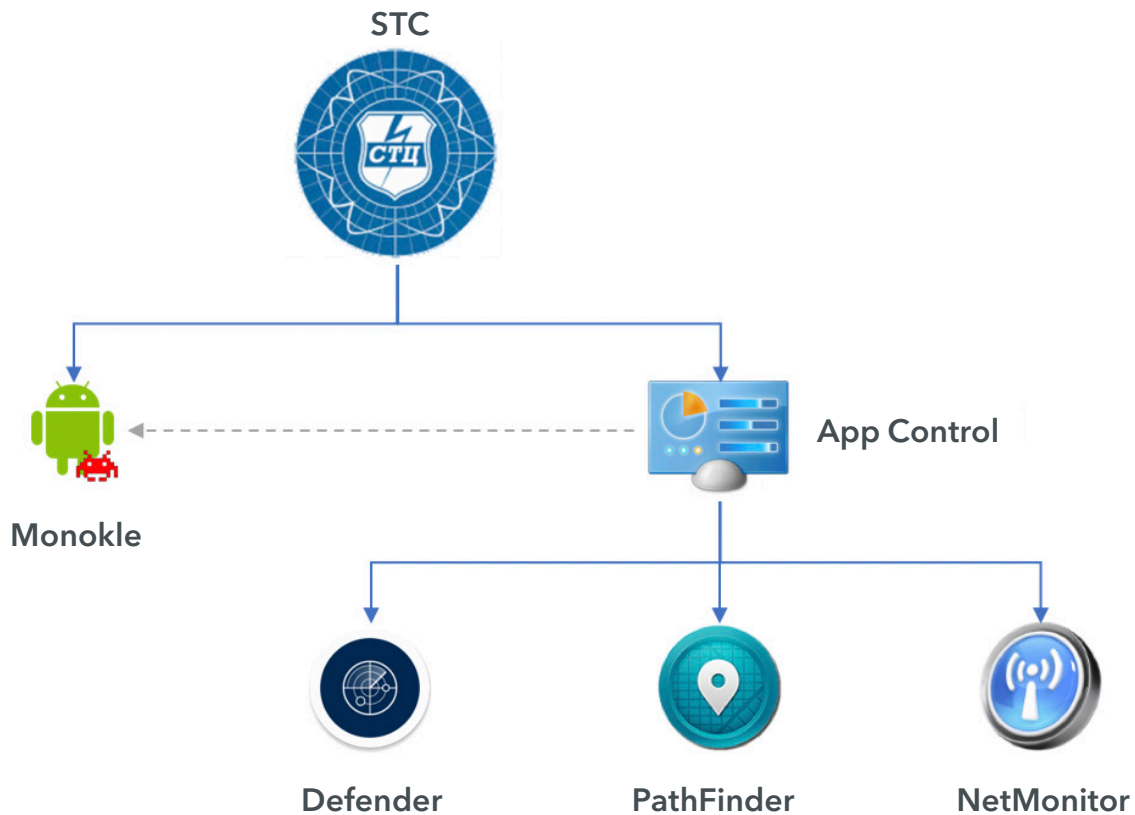 STC
СТЦ
App Control
Monokle
Defender
PathFinder
NetMonitor